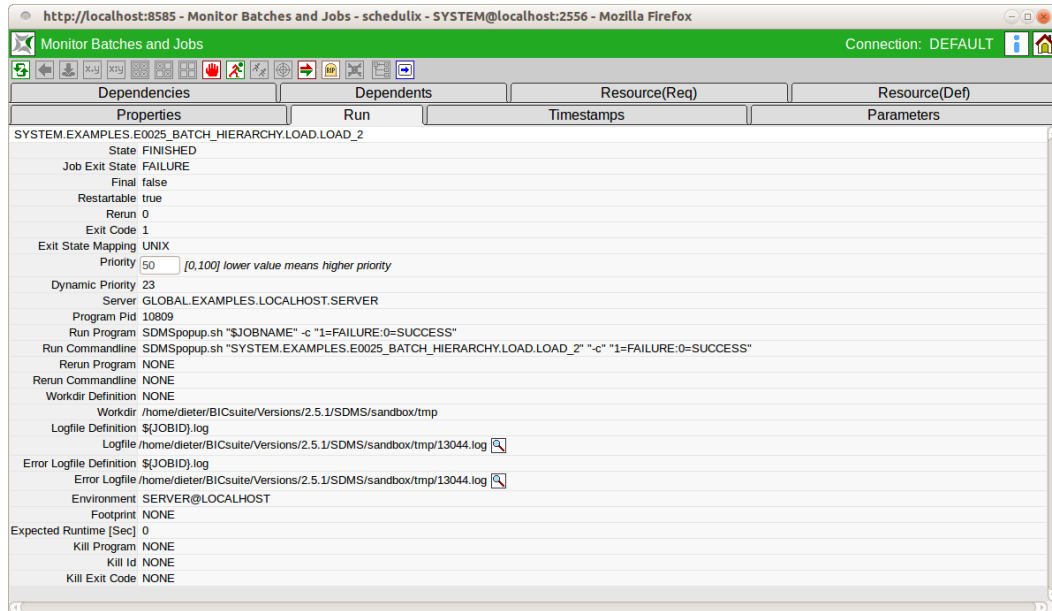 http://localhost:8585 - Monitor Batches and Jobs - schedulix - SYSTEM@localhost:2556 - Mozilla Firefox
Monitor Batches and Jobs Connection: DEFAULT
Dependencies Dependents Resource(Req) Resource(Def)
Properties Run Timestamps Parameters
SYSTEM.EXAMPLES.E0025_BATCH_HIERARCHY.LOAD.LOAD_2
State FINISHED
Job Exit State FAILURE
Final false
Restartable true
Rerun 0
Exit Code 1
Exit State Mapping UNIX
Priority 50 [0,100] lower value means higher priority
Dynamic Priority 23
Server GLOBAL.EXAMPLES.LOCALHOST.SERVER
Program Pid 10809
Run Program SDMSpopup.sh "$JOBNAME" -c "1=FAILURE:0=SUCCESS"
Run Commandline SDMSpopup.sh "SYSTEM.EXAMPLES.E0025_BATCH_HIERARCHY.LOAD.LOAD_2" "-c" "1=FAILURE:0=SUCCESS"
Rerun Program NONE
Rerun Commandline NONE
Workdir Definition NONE
Workdir /home/dieter/BICsuite/Versions/2.5.1/SDMS/sandbox/tmp
Logfile Definition ${JOBID}.log
Logfile /home/dieter/BICsuite/Versions/2.5.1/SDMS/sandbox/tmp/13044.log
Error Logfile Definition ${JOBID}.log
Error Logfile /home/dieter/BICsuite/Versions/2.5.1/SDMS/sandbox/tmp/13044.log
Environment SERVER@LOCALHOST
Footprint NONE
Expected Runtime [Sec] 0
Kill Program NONE
Kill Id NONE
Kill Exit Code NONE